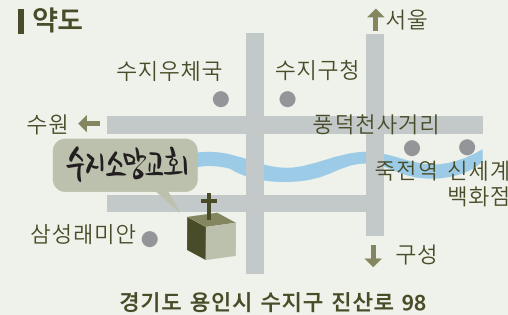 약도
서울
수지우체국
수지구청
수원
풍덕천사거리
수지소망교회
죽전역
신세계
백화점
삼성래미안
구성
경기도 용인시 수지구 진산로 98